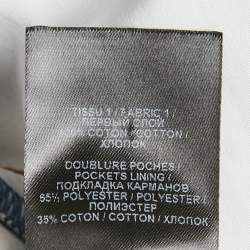 TISSU 1 / FABRIC 1 /
ПЕРВЫЙ СЛОЙ
100% COTON / COTTON /
ХЛОПОК
DOUBLURE POCHES /
POCKETS LINING /
ПОДКЛАДКА КАРМАНОВ
65% POLYESTER / POLYESTER /
ПОЛИЭСТЕР
35% COTON / COTTON / ХЛОПОК